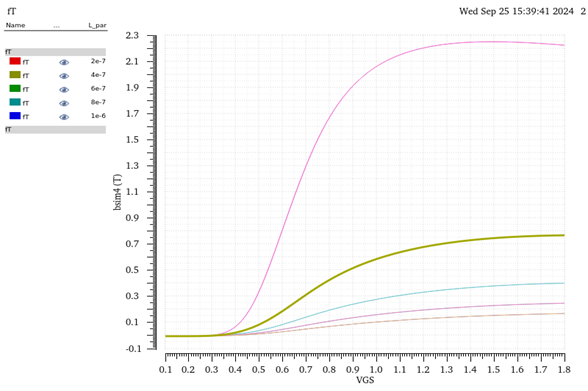 fT
Wed Sep 25 15:39:41 2024 2
Name ... L_par
fT
fT 2e-7
fT 4e-7
fT 6e-7
fT 8e-7
fT 1e-6
fT
2.3
2.1
1.9
1.7
1.5
1.3
1.1
0.9
0.7
0.5
0.3
0.1
-0.1
bsim4 (T)
0.1 0.2 0.3 0.4 0.5 0.6 0.7 0.8 0.9 1.0 1.1 1.2 1.3 1.4 1.5 1.6 1.7 1.8
VGS